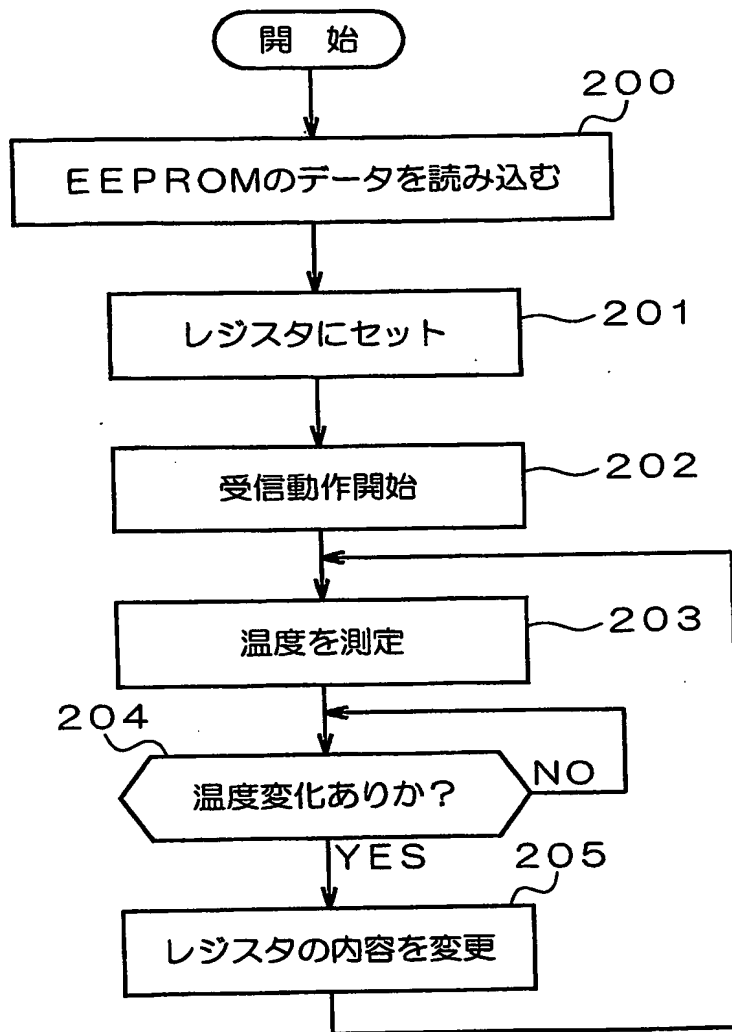 開 始
200
EEPROMのデータを読み込む
レジスタにセット
201
受信動作開始
202
温度を測定
203
204
温度変化ありか？
NO
YES
205
レジスタの内容を変更